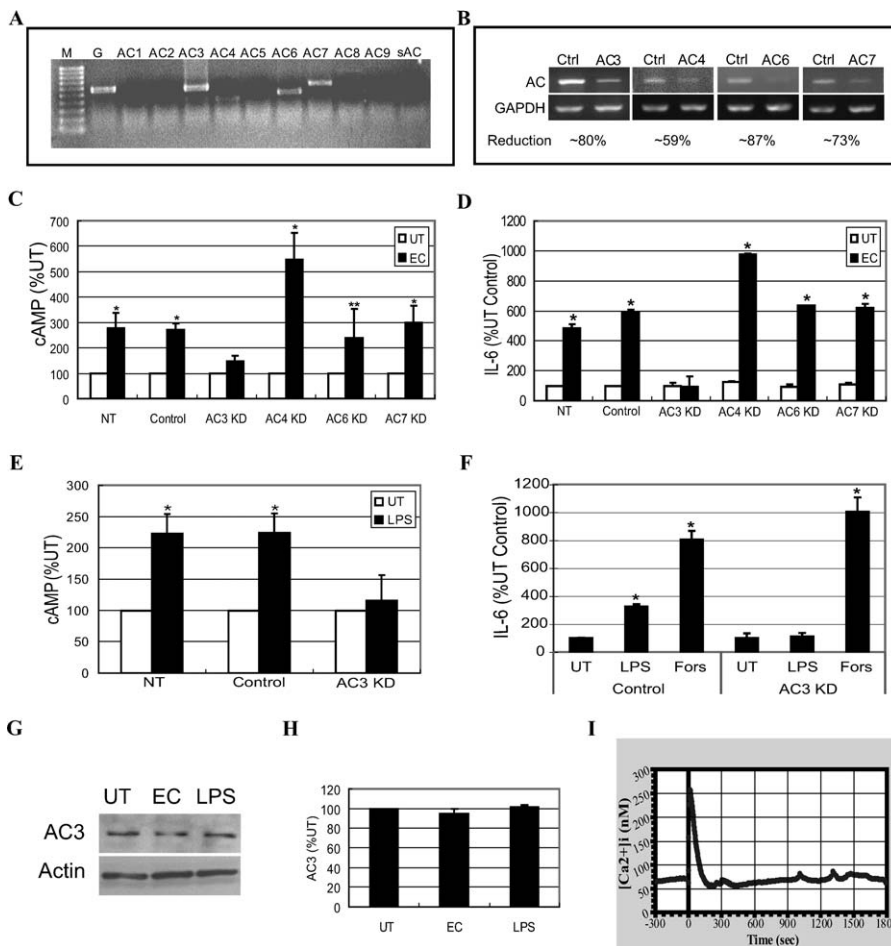 A
M G AC1 AC2 AC3 AC4 AC5 AC6 AC7 AC8 AC9 sAC
B
Ctrl AC3 Ctrl AC4 Ctrl AC6 Ctrl AC7
AC
GAPDH
Reduction ~80% ~59% ~87% ~73%
C
cAMP (%UT)
700
600
500
400
300
200
100
0
* * * ** *
UT
EC
NT Control AC3 KD AC4 KD AC6 KD AC7 KD
D
IL-6 (%UT Control)
1200
1000
800
600
400
200
0
* * * * *
UT
EC
NT Control AC3 KD AC4 KD AC6 KD AC7 KD
E
cAMP (%UT)
300
250
200
150
100
50
0
* *
UT
LPS
NT Control AC3 KD
F
IL-6 (%UT Control)
1200
1000
800
600
400
200
0
* * *
UT LPS Fors UT LPS Fors
Control AC3 KD
G
UT EC LPS
AC3
Actin
H
AC3 (%UT)
120
100
80
60
40
20
0
UT EC LPS
I
[Ca2+]i (nM)
300
250
200
150
100
50
0
-300 0 300 600 900 1200 1500 1800
Time (sec)